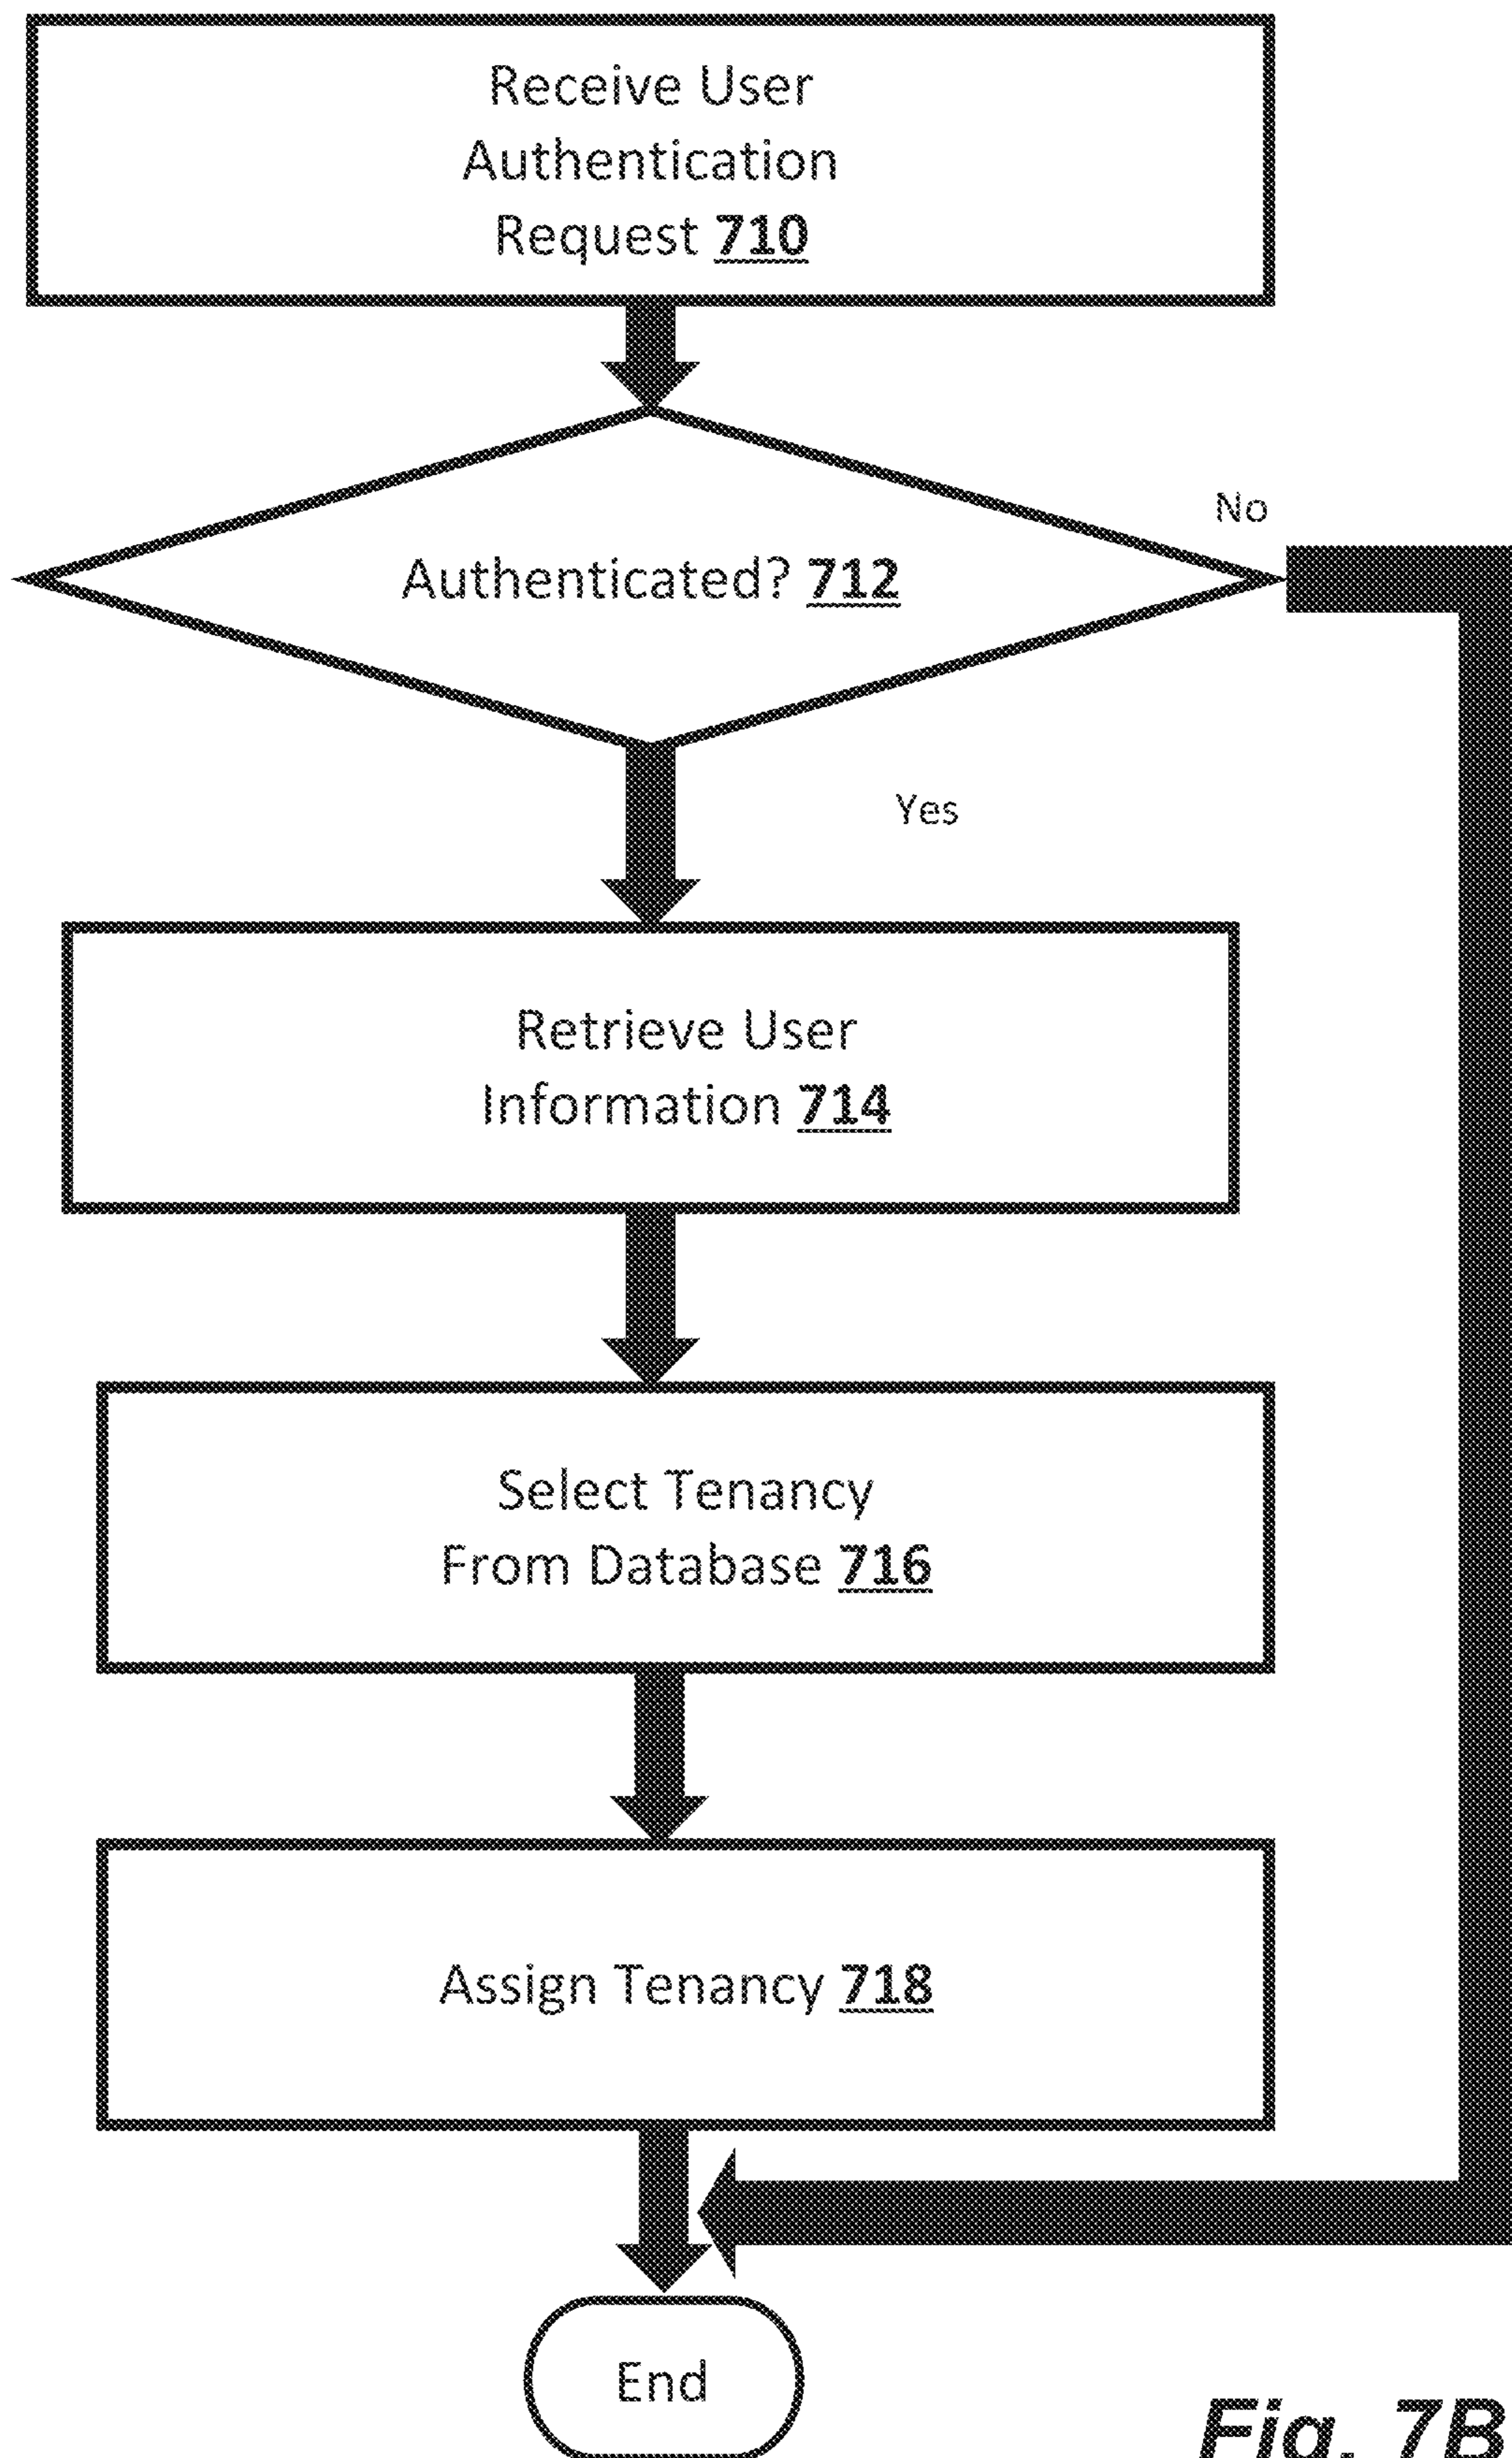 Receive User
Authentication
Request 710
No
Authenticated? 712
Yes
Retrieve User
Information 714
Select Tenancy
From Database 716
Assign Tenancy 718
End
Fig. 7B